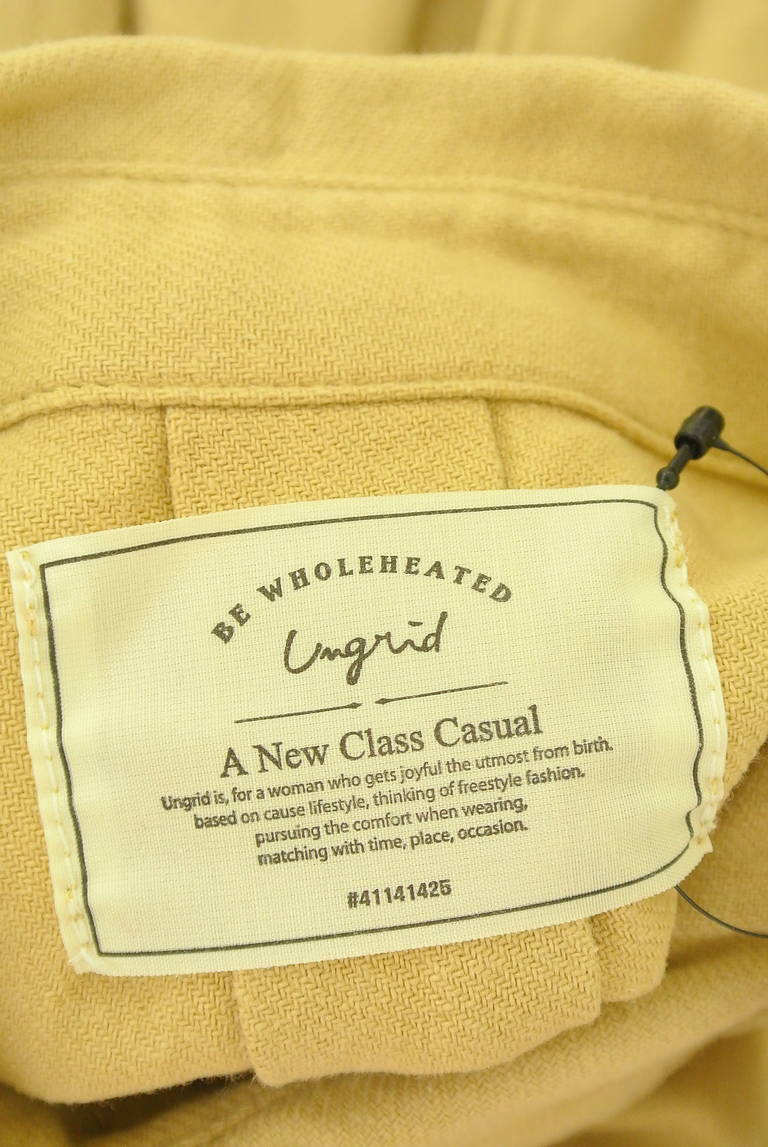 BE WHOLEHEATED
Ungrid
A New Class Casual
Ungrid is, for a woman who gets joyful the utmost from birth.
based on cause lifestyle, thinking of freestyle fashion.
pursuing the comfort when wearing,
matching with time, place, occasion.
#41141425